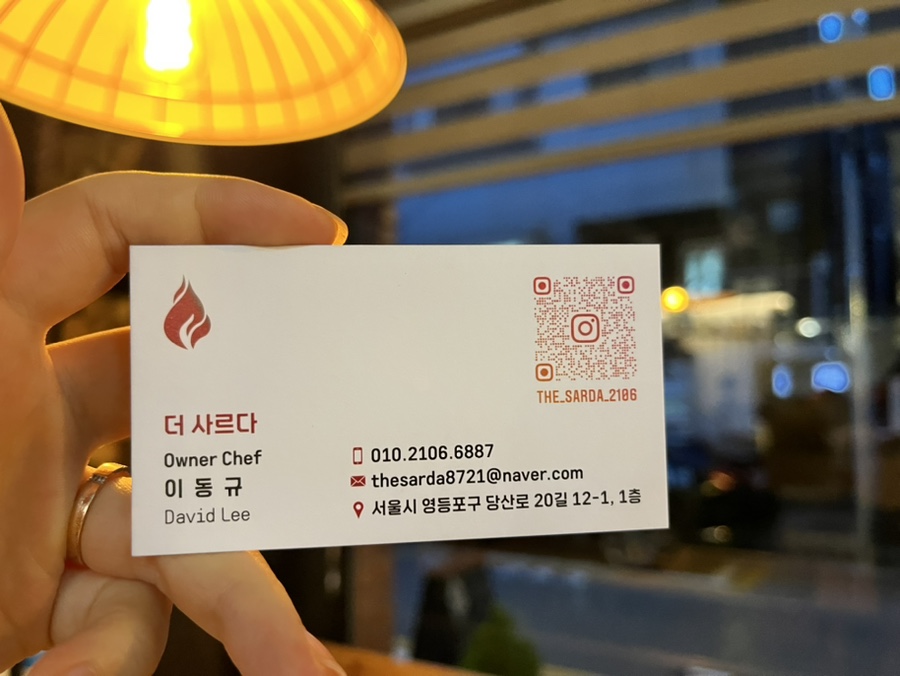 THE_SARDA_2106
더 사르다
Owner Chef
이 동 규
David Lee
010.2106.6887
thesarda8721@naver.com
서울시 영등포구 당산로 20길 12-1, 1층